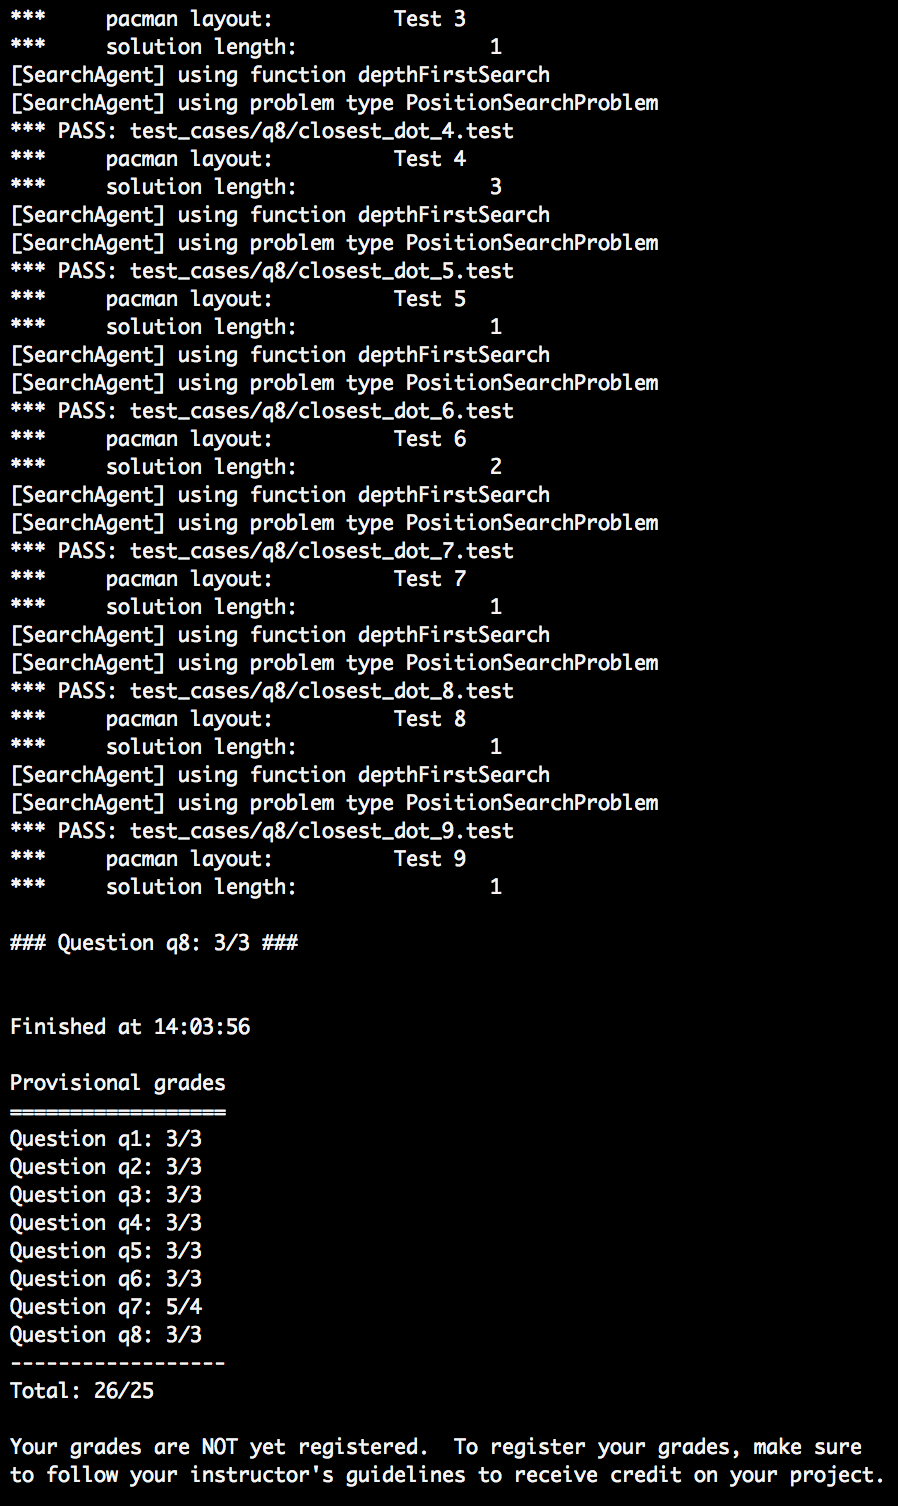 ***     pacman layout:          Test 3
***     solution length:                1
[SearchAgent] using function depthFirstSearch
[SearchAgent] using problem type PositionSearchProblem
*** PASS: test_cases/q8/closest_dot_4.test
***     pacman layout:          Test 4
***     solution length:                3
[SearchAgent] using function depthFirstSearch
[SearchAgent] using problem type PositionSearchProblem
*** PASS: test_cases/q8/closest_dot_5.test
***     pacman layout:          Test 5
***     solution length:                1
[SearchAgent] using function depthFirstSearch
[SearchAgent] using problem type PositionSearchProblem
*** PASS: test_cases/q8/closest_dot_6.test
***     pacman layout:          Test 6
***     solution length:                2
[SearchAgent] using function depthFirstSearch
[SearchAgent] using problem type PositionSearchProblem
*** PASS: test_cases/q8/closest_dot_7.test
***     pacman layout:          Test 7
***     solution length:                1
[SearchAgent] using function depthFirstSearch
[SearchAgent] using problem type PositionSearchProblem
*** PASS: test_cases/q8/closest_dot_8.test
***     pacman layout:          Test 8
***     solution length:                1
[SearchAgent] using function depthFirstSearch
[SearchAgent] using problem type PositionSearchProblem
*** PASS: test_cases/q8/closest_dot_9.test
***     pacman layout:          Test 9
***     solution length:                1
### Question q8: 3/3 ###
Finished at 14:03:56
Provisional grades
==================
Question q1: 3/3
Question q2: 3/3
Question q3: 3/3
Question q4: 3/3
Question q5: 3/3
Question q6: 3/3
Question q7: 5/4
Question q8: 3/3
------------------
Total: 26/25
Your grades are NOT yet registered.  To register your grades, make sure
to follow your instructor's guidelines to receive credit on your project.